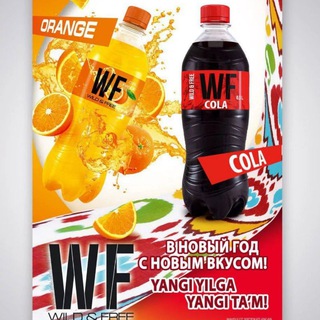 ORANGE
WF
WILD & FREE
WILD & FREE
WF
COLA
COLA
WF
WILD & FREE
В НОВЫЙ ГОД
С НОВЫМ ВКУСОМ!
YANGI YILGA
YANGI TA'M!